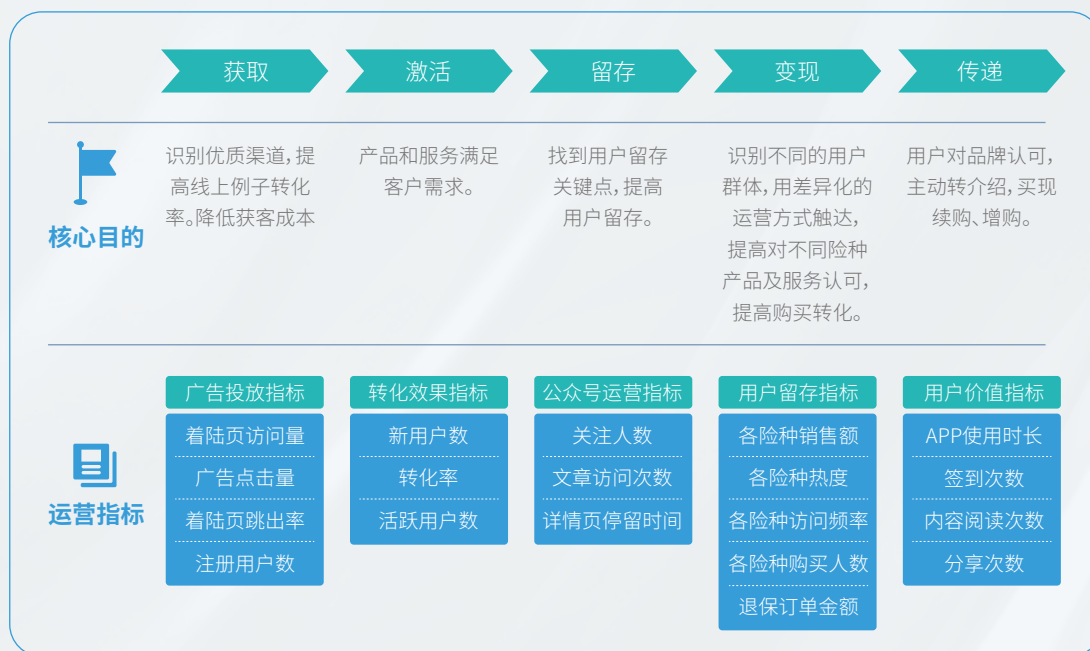 获取
激活
留存
变现
传递
核心目的
识别优质渠道，提
高线上例子转化
率。降低获客成本
产品和服务满足
客户需求。
找到用户留存
关键点，提高
用户留存。
识别不同的用户
群体，用差异化的
运营方式触达，
提高对不同险种
产品及服务认可，
提高购买转化。
用户对品牌认可，
主动转介绍，买现
续购、增购。
运营指标
广告投放指标
着陆页访问量
广告点击量
着陆页跳出率
注册用户数
转化效果指标
新用户数
转化率
活跃用户数
公众号运营指标
关注人数
文章访问次数
详情页停留时间
用户留存指标
各险种销售额
各险种热度
各险种访问频率
各险种购买人数
退保订单金额
用户价值指标
APP使用时长
签到次数
内容阅读次数
分享次数